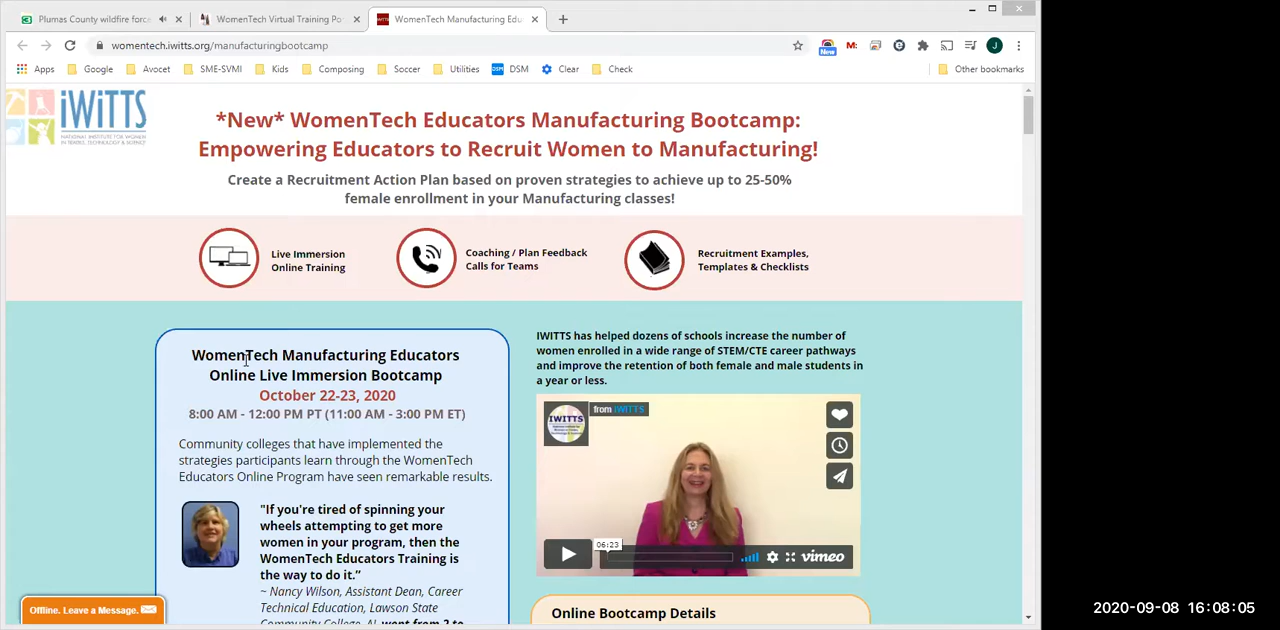 Plumas County wildfire force
WomenTech Virtual Training Po
WomenTech Manufacturing Edu
womentech.iwitts.org/manufacturingbootcamp
New
M:
J
Apps
Google
Avocet
SME-SVMI
Kids
Composing
Soccer
Utilities
DSM
DSM
Clear
Check
Other bookmarks
iWiTTS
NATIONAL INSTITUTE FOR WOMEN
IN TRADES, TECHNOLOGY & SCIENCE
*New* WomenTech Educators Manufacturing Bootcamp:
Empowering Educators to Recruit Women to Manufacturing!
Create a Recruitment Action Plan based on proven strategies to achieve up to 25-50%
female enrollment in your Manufacturing classes!
Live Immersion
Online Training
Coaching / Plan Feedback
Calls for Teams
Recruitment Examples,
Templates & Checklists
WomenTech Manufacturing Educators
Online Live Immersion Bootcamp
October 22-23, 2020
8:00 AM - 12:00 PM PT (11:00 AM - 3:00 PM ET)
Community colleges that have implemented the
strategies participants learn through the WomenTech
Educators Online Program have seen remarkable results.
"If you're tired of spinning your
wheels attempting to get more
women in your program, then the
WomenTech Educators Training is
the way to do it.”
~ Nancy Wilson, Assistant Dean, Career
Technical Education, Lawson State
Community College, AL went from 2 to
Offline. Leave a Message.
IWITTS has helped dozens of schools increase the number of
women enrolled in a wide range of STEM/CTE career pathways
and improve the retention of both female and male students in
a year or less.
IWITTS
from IWITTS
06:23
vimeo
Online Bootcamp Details
2020-09-08 16:08:05